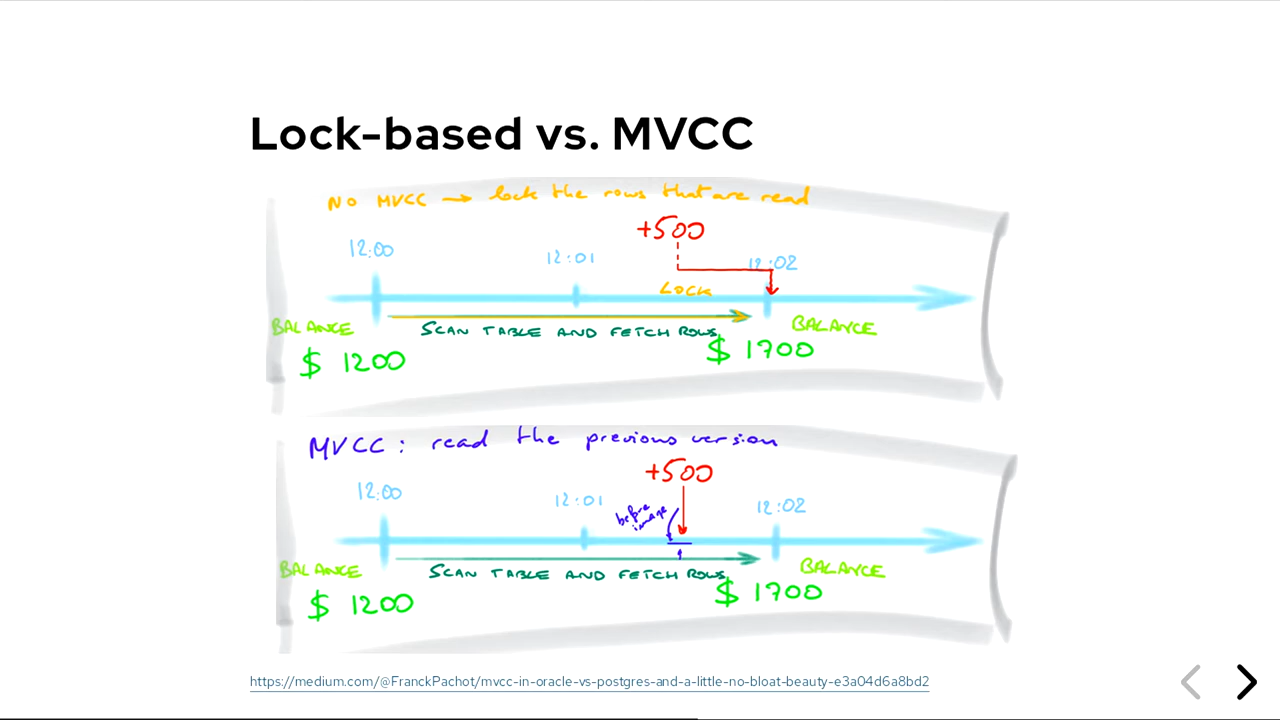 Lock-based vs. MVCC
NO MVCC → lock the rows that are read
+500
12:00
12:01
12:02
LOCK
BALANCE
SCAN TABLE AND FETCH ROWS
BALANCE
$ 1200
$ 1700
MVCC: read the previous version
+500
12:00
12:01
12:02
before
image
BALANCE
SCAN TABLE AND FETCH ROWS
BALANCE
$ 1200
$ 1700
https://medium.com/@FranckPachot/mvcc-in-oracle-vs-postgres-and-a-little-no-bloat-beauty-e3a04d6a8bd2